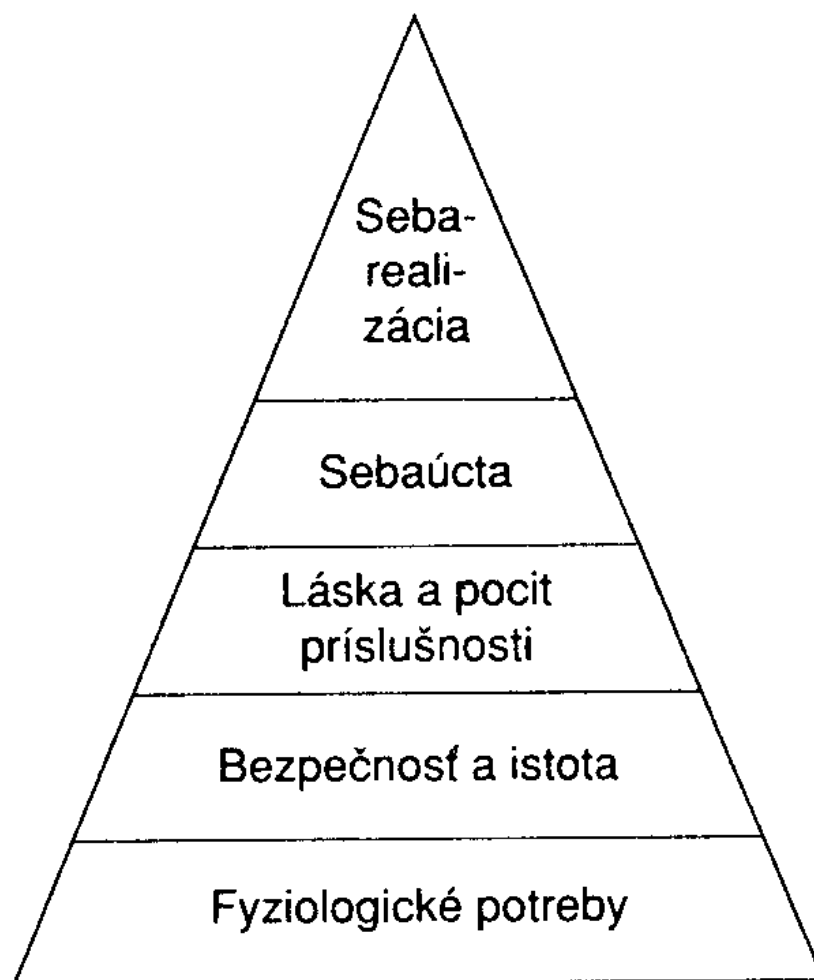 Seba-
reali-
zácia
Sebaúcta
Láska a pocit
príslušnosti
Bezpečnosť a istota
Fyziologické potreby